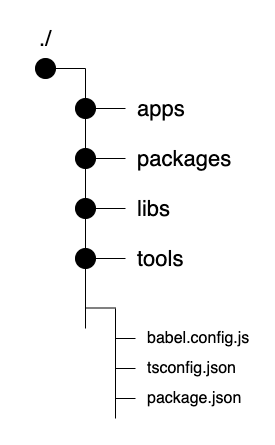 ./
apps
packages
libs
tools
babel.config.js
tsconfig.json
package.json